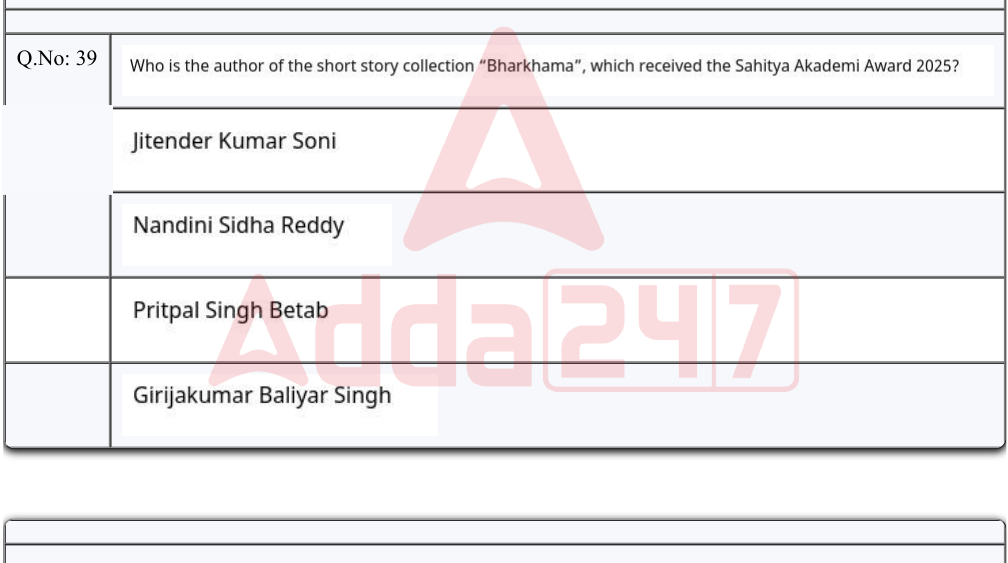 Q.No: 39
Who is the author of the short story collection “Bharkhama”, which received the Sahitya Akademi Award 2025?
Jitender Kumar Soni
Nandini Sidha Reddy
Pritpal Singh Betab
Girijakumar Baliyar Singh
Adda247